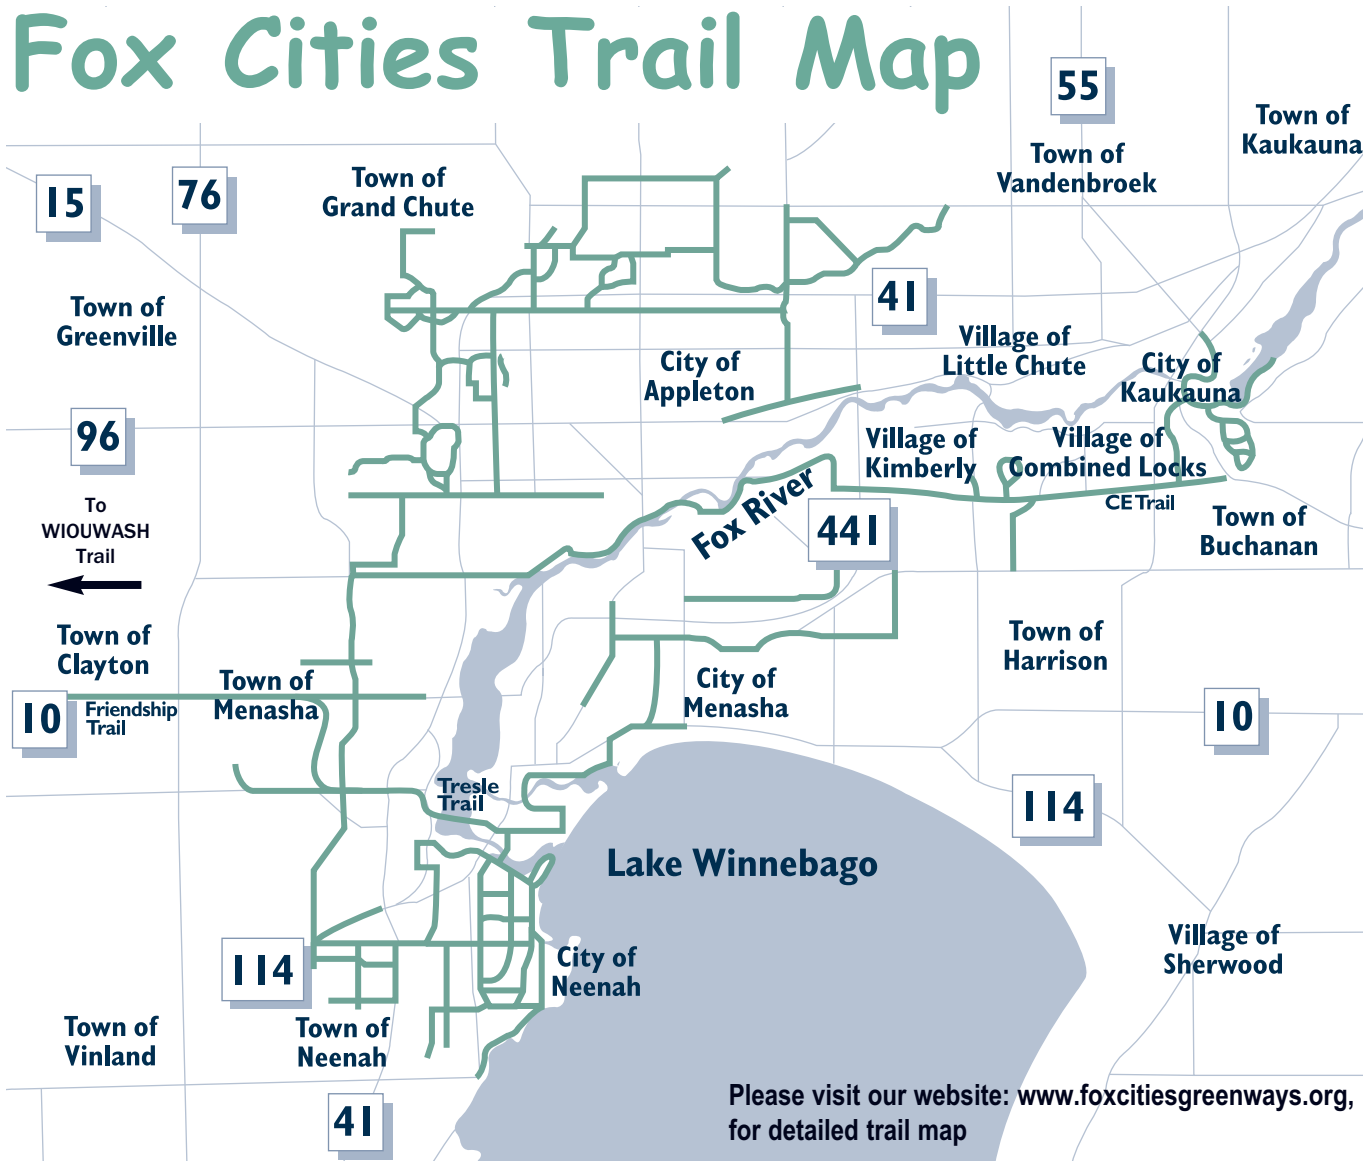 Fox Cities Trail Map
55
Town of
Kaukauna
Town of
Vandenbroek
15
76
Town of
Grand Chute
41
Town of
Greenville
Village of
Little Chute
City of
Appleton
City of
Kaukauna
96
Village of
Kimberly
Village of
Combined Locks
To
WIOUWASH
Trail
Fox River
441
CE Trail
Town of
Buchanan
Town of
Clayton
Town of
Harrison
10
Friendship
Trail
Town of
Menasha
City of
Menasha
10
Tresle
Trail
114
Lake Winnebago
114
City of
Neenah
Village of
Sherwood
Town of
Vinland
Town of
Neenah
41
Please visit our website: www.foxcitiesgreenways.org,
for detailed trail map